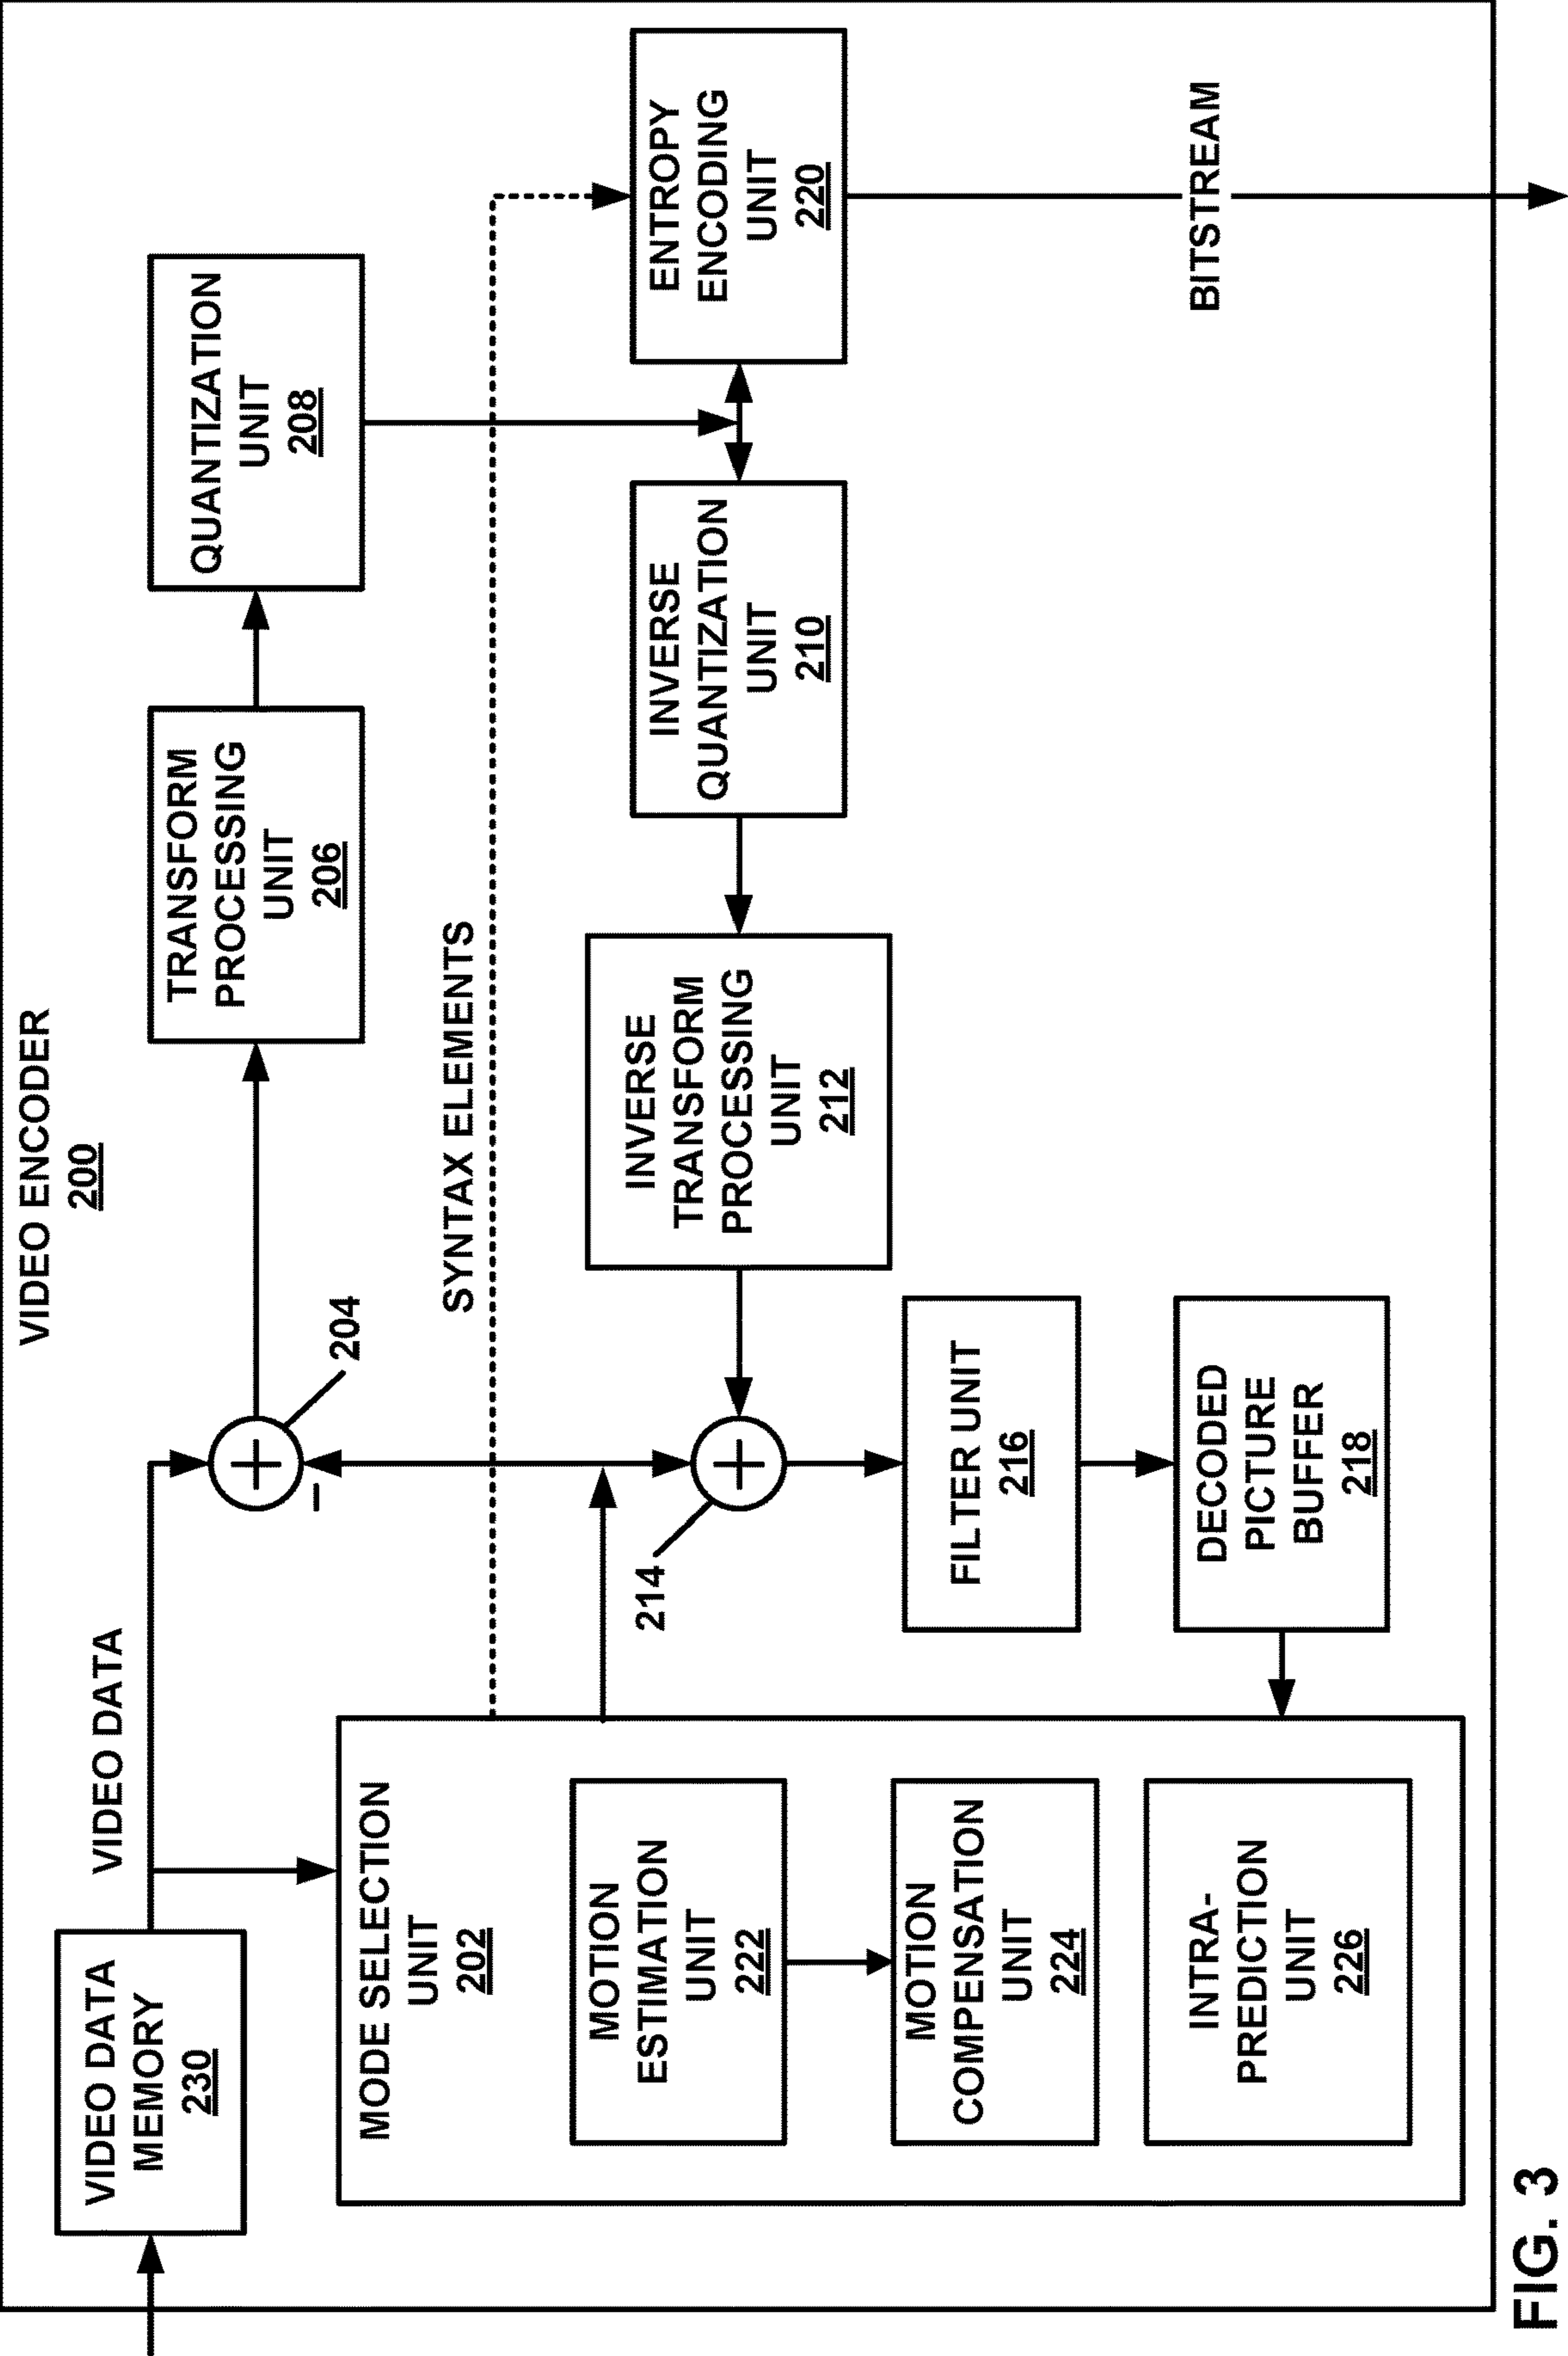 VIDEO ENCODER
200
VIDEO DATA
MEMORY
230
VIDEO DATA
204
TRANSFORM
PROCESSING
UNIT
206
QUANTIZATION
UNIT
208
SYNTAX ELEMENTS
MODE SELECTION
UNIT
202
MOTION
ESTIMATION
UNIT
222
MOTION
COMPENSATION
UNIT
224
INTRA-
PREDICTION
UNIT
226
214
INVERSE
TRANSFORM
PROCESSING
UNIT
212
INVERSE
QUANTIZATION
UNIT
210
ENTROPY
ENCODING
UNIT
220
FILTER UNIT
216
DECODED
PICTURE
BUFFER
218
BITSTREAM
FIG. 3